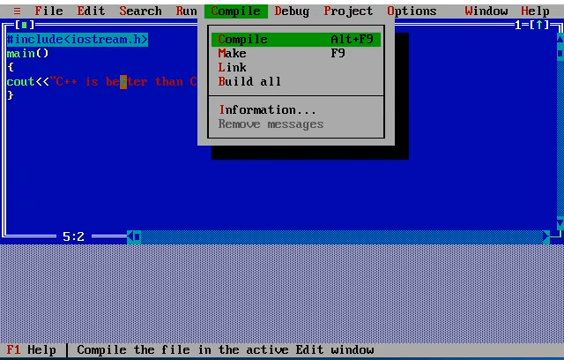 ≡ File Edit Search Run Compile Debug Project Options Window Help
[■] 1=[↑]
#include<iostream.h>
main()
{
cout<<"C++ is better than C
}
Compile Alt+F9
Make F9
Link
Build all
Information...
Remove messages
5:2
F1 Help | Compile the file in the active Edit window